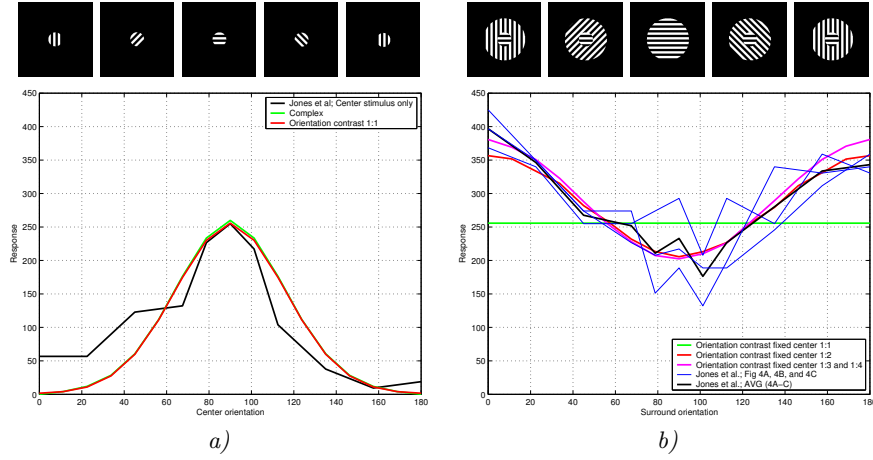 450
400
350
300
250
200
150
100
50
0
Response
0 20 40 60 80 100 120 140 160 180
Center orientation
Jones et al; Center stimulus only
Complex
Orientation contrast 1:1
a)
450
400
350
300
250
200
150
100
50
0
Response
0 20 40 60 80 100 120 140 160 180
Surround orientation
Orientation contrast fixed center 1:1
Orientation contrast fixed center 1:2
Orientation contrast fixed center 1:3 and 1:4
Jones et al.; Fig 4A, 4B, and 4C
Jones et al.; AVG (4A−C)
b)